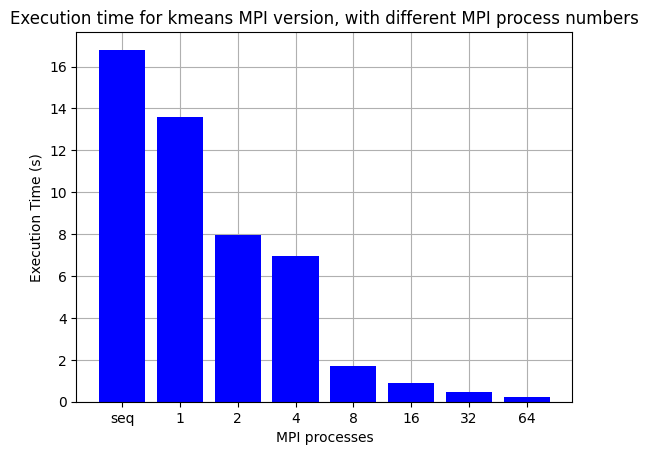 Execution time for kmeans MPI version, with different MPI process numbers
Execution Time (s)
16
14
12
10
8
6
4
2
0
seq 1 2 4 8 16 32 64
MPI processes